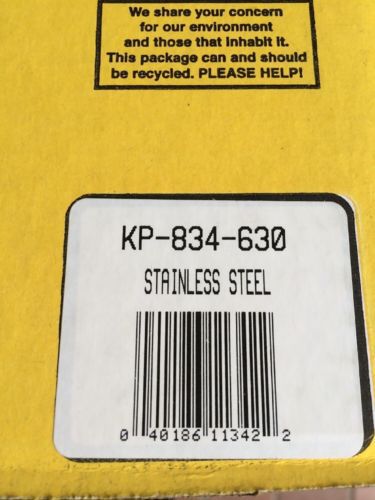 We share your concern
for our environment
and those that inhabit it.
This package can and should
be recycled. PLEASE HELP!
KP-834-630
STAINLESS STEEL
0 40186 11342 2